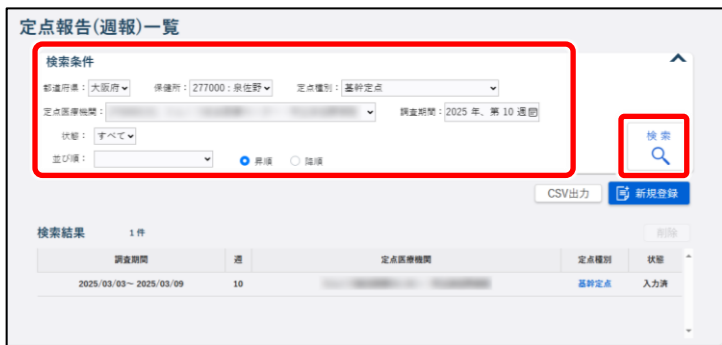 定点報告(週報)一覧
検索条件
都道府県： 大阪府 保健所： 277000：泉佐野 定点種別： 基幹定点
定点医療機関： 調査期間： 2025 年、第 10 週
状態： すべて
並び順： 昇順 降順
検索
CSV出力 新規登録
検索結果 1 件 削除
調査期間 週 定点医療機関 定点種別 状態
2025/03/03～ 2025/03/09 10 基幹定点 入力済